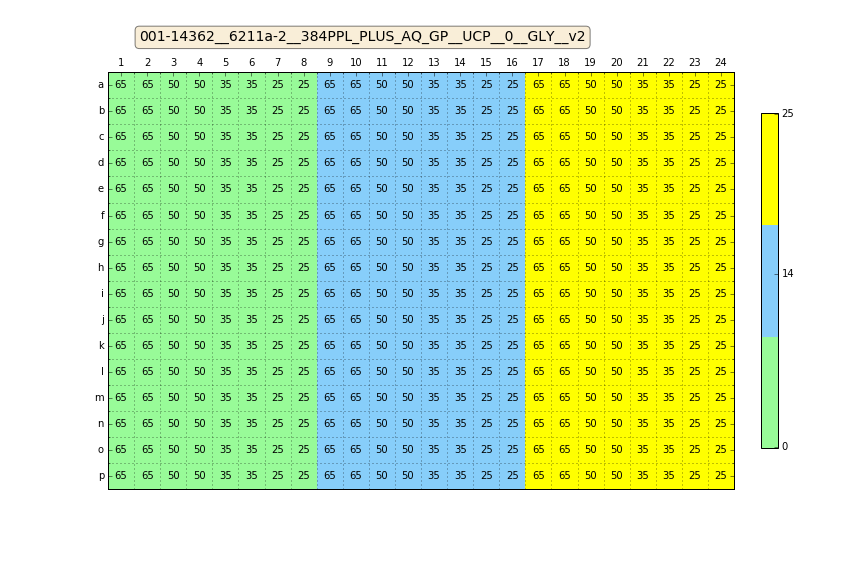 001-14362__6211a-2__384PPL_PLUS_AQ_GP__UCP__0__GLY__v2
1 2 3 4 5 6 7 8 9 10 11 12 13 14 15 16 17 18 19 20 21 22 23 24
a 65 65 50 50 35 35 25 25 65 65 50 50 35 35 25 25 65 65 50 50 35 35 25 25
b 65 65 50 50 35 35 25 25 65 65 50 50 35 35 25 25 65 65 50 50 35 35 25 25
c 65 65 50 50 35 35 25 25 65 65 50 50 35 35 25 25 65 65 50 50 35 35 25 25
d 65 65 50 50 35 35 25 25 65 65 50 50 35 35 25 25 65 65 50 50 35 35 25 25
e 65 65 50 50 35 35 25 25 65 65 50 50 35 35 25 25 65 65 50 50 35 35 25 25
f 65 65 50 50 35 35 25 25 65 65 50 50 35 35 25 25 65 65 50 50 35 35 25 25
g 65 65 50 50 35 35 25 25 65 65 50 50 35 35 25 25 65 65 50 50 35 35 25 25
h 65 65 50 50 35 35 25 25 65 65 50 50 35 35 25 25 65 65 50 50 35 35 25 25
i 65 65 50 50 35 35 25 25 65 65 50 50 35 35 25 25 65 65 50 50 35 35 25 25
j 65 65 50 50 35 35 25 25 65 65 50 50 35 35 25 25 65 65 50 50 35 35 25 25
k 65 65 50 50 35 35 25 25 65 65 50 50 35 35 25 25 65 65 50 50 35 35 25 25
l 65 65 50 50 35 35 25 25 65 65 50 50 35 35 25 25 65 65 50 50 35 35 25 25
m 65 65 50 50 35 35 25 25 65 65 50 50 35 35 25 25 65 65 50 50 35 35 25 25
n 65 65 50 50 35 35 25 25 65 65 50 50 35 35 25 25 65 65 50 50 35 35 25 25
o 65 65 50 50 35 35 25 25 65 65 50 50 35 35 25 25 65 65 50 50 35 35 25 25
p 65 65 50 50 35 35 25 25 65 65 50 50 35 35 25 25 65 65 50 50 35 35 25 25
25
14
0